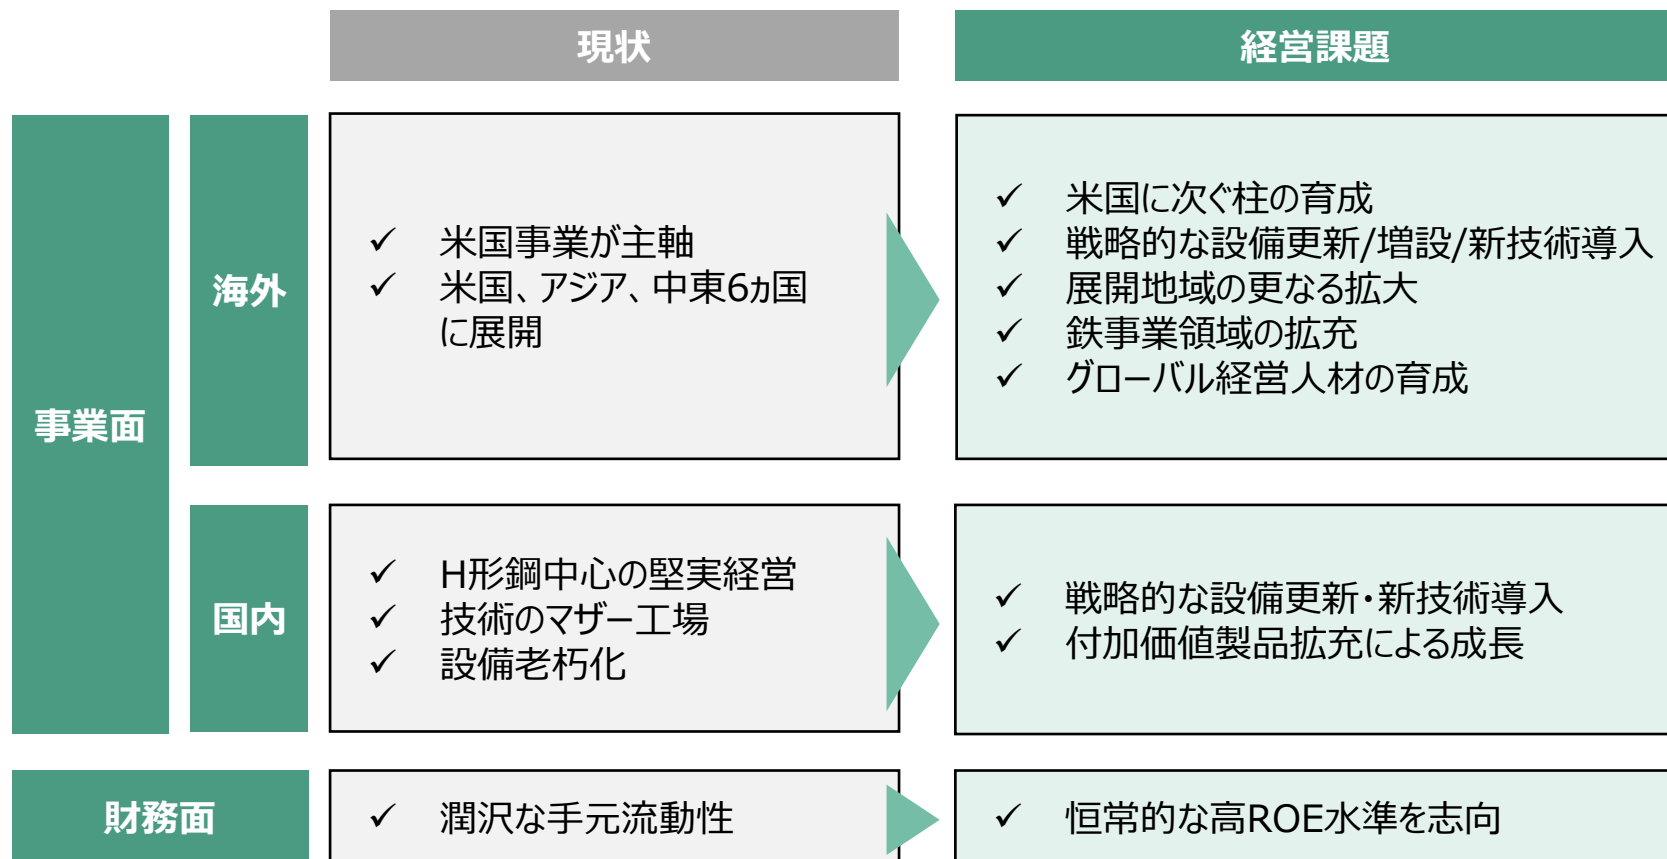 現状
経営課題
事業面
海外
✓ 米国事業が主軸
✓ 米国、アジア、中東6ヵ国
に展開
✓ 米国に次ぐ柱の育成
✓ 戦略的な設備更新/増設/新技術導入
✓ 展開地域の更なる拡大
✓ 鉄事業領域の拡充
✓ グローバル経営人材の育成
国内
✓ H形鋼中心の堅実経営
✓ 技術のマザー工場
✓ 設備老朽化
✓ 戦略的な設備更新・新技術導入
✓ 付加価値製品拡充による成長
財務面
✓ 潤沢な手元流動性
✓ 恒常的な高ROE水準を志向